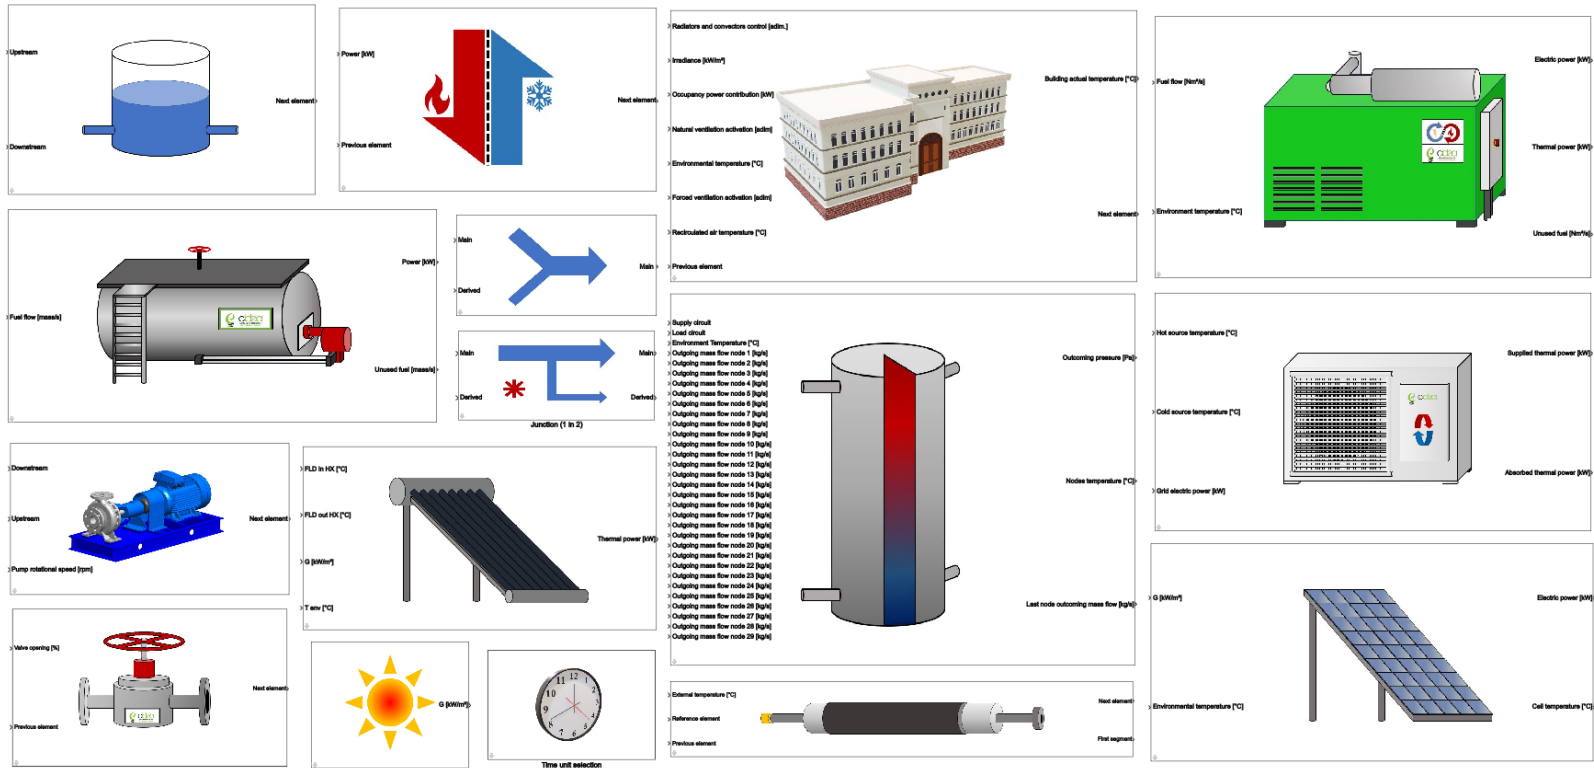 Upstream
Next element
Downstream
Power [kW]
Next element
Previous element
Radiators and convectors control [adim.]
Irradiance [kW/m²]
Occupancy power contribution [kW]
Natural ventilation activation [adim]
Environmental temperature [°C]
Forced ventilation activation [adim]
Recirculated air temperature [°C]
Previous element
Building actual temperature [°C]
Next element
Fuel flow [Nm³/s]
Environment temperature [°C]
Electric power [kW]
Thermal power [kW]
Unused fuel [Nm³/s]
Fuel flow [mass/s]
Power [kW]
Unused fuel [mass/s]
Main
Derived
Main
Main
Derived
Main
Derived
Junction (1 in 2)
Supply circuit
Load circuit
Environment Temperature [°C]
Outgoing mass flow node 1 [kg/s]
Outgoing mass flow node 2 [kg/s]
Outgoing mass flow node 3 [kg/s]
Outgoing mass flow node 4 [kg/s]
Outgoing mass flow node 5 [kg/s]
Outgoing mass flow node 6 [kg/s]
Outgoing mass flow node 7 [kg/s]
Outgoing mass flow node 8 [kg/s]
Outgoing mass flow node 9 [kg/s]
Outgoing mass flow node 10 [kg/s]
Outgoing mass flow node 11 [kg/s]
Outgoing mass flow node 12 [kg/s]
Outgoing mass flow node 13 [kg/s]
Outgoing mass flow node 14 [kg/s]
Outgoing mass flow node 15 [kg/s]
Outgoing mass flow node 16 [kg/s]
Outgoing mass flow node 17 [kg/s]
Outgoing mass flow node 18 [kg/s]
Outgoing mass flow node 19 [kg/s]
Outgoing mass flow node 20 [kg/s]
Outgoing mass flow node 21 [kg/s]
Outgoing mass flow node 22 [kg/s]
Outgoing mass flow node 23 [kg/s]
Outgoing mass flow node 24 [kg/s]
Outgoing mass flow node 25 [kg/s]
Outgoing mass flow node 26 [kg/s]
Outgoing mass flow node 27 [kg/s]
Outgoing mass flow node 28 [kg/s]
Outgoing mass flow node 29 [kg/s]
Outcoming pressure [Pa]
Nodes temperature [°C]
Last node outcoming mass flow [kg/s]
Hot source temperature [°C]
Cold source temperature [°C]
Grid electric power [kW]
Supplied thermal power [kW]
Absorbed thermal power [kW]
Downstream
Upstream
Pump rotational speed [rpm]
Next element
FLD in HX [°C]
FLD out HX [°C]
G [kW/m²]
T env [°C]
Thermal power [kW]
G [kW/m²]
Environmental temperature [°C]
Electric power [kW]
Cell temperature [°C]
Valve opening [%]
Previous element
Next element
G [kW/m²]
12
1
2
3
4
5
6
7
8
9
10
11
Time unit selection
External temperature [°C]
Reference element
Previous element
Next element
First segment